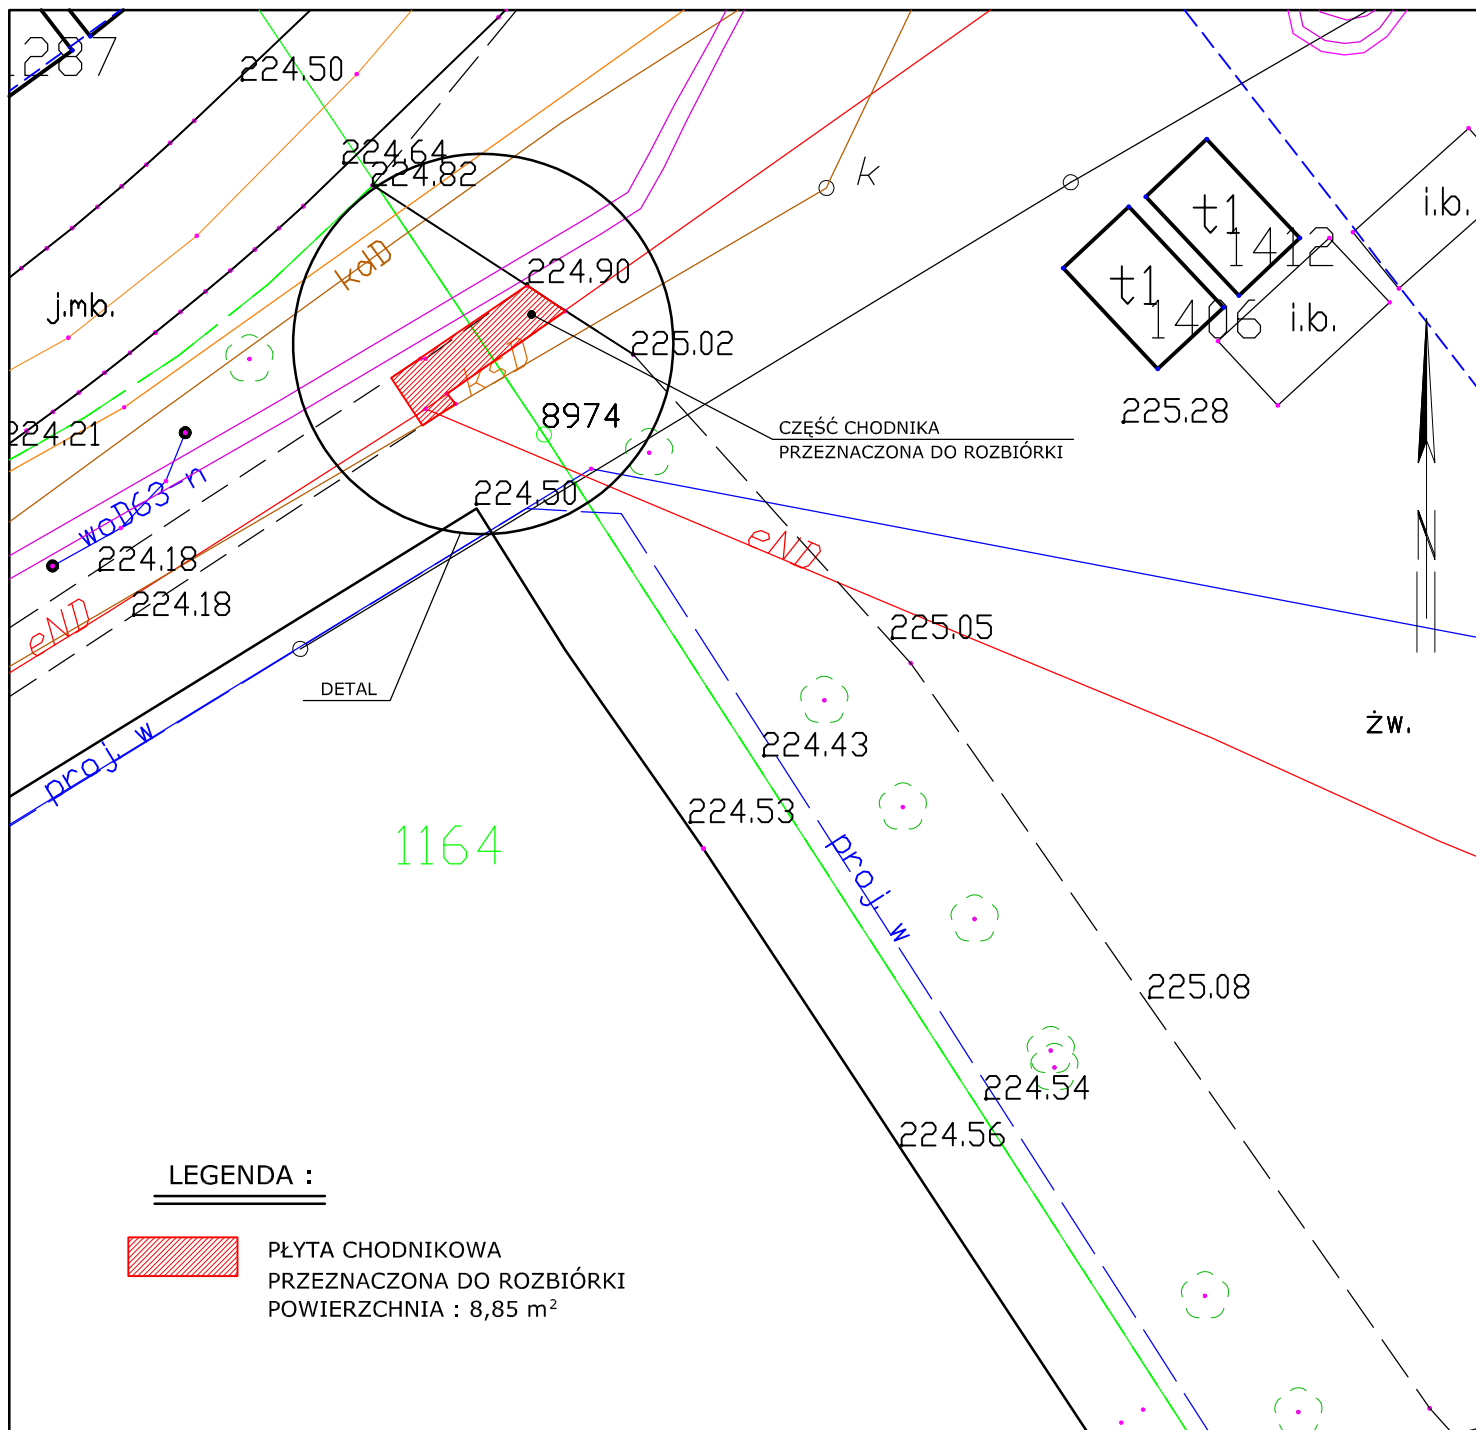 1287
224.50
224.64
224.82
k
t1
1412
i.b.
kdD
224.90
j.mb.
t1
1406
i.b.
225.02
ksD
8974
225.28
CZĘŚĆ CHODNIKA
PRZEZNACZONA DO ROZBIÓRKI
224.21
woD63-n
224.50
N
eND
224.18
224.18
eND
225.05
DETAL
żw.
proj. w
224.43
224.53
1164
proj. w
225.08
224.54
224.56
LEGENDA :
PŁYTA CHODNIKOWA
PRZEZNACZONA DO ROZBIÓRKI
POWIERZCHNIA : 8,85 m²